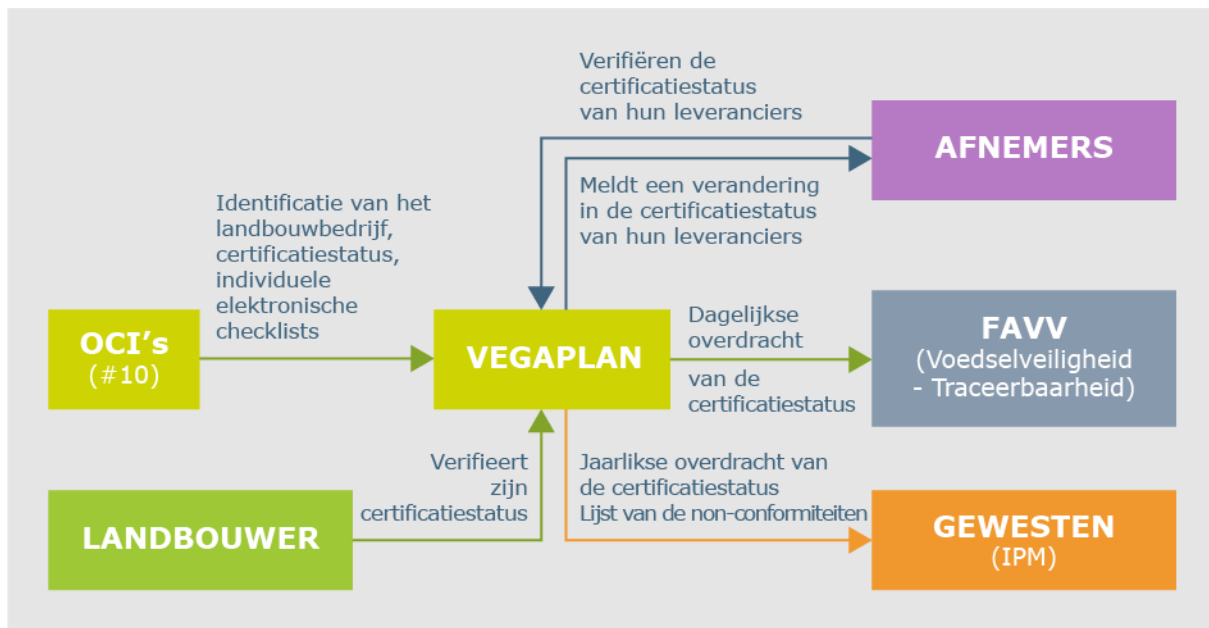 Verifiëren de
certificatiestatus
van hun leveranciers
AFNEMERS
Meldt een verandering
in de certificatiestatus
van hun leveranciers
Identificatie van het
landbouwbedrijf,
certificatiestatus,
individuele
elektronische
checklists
OCI’s
(#10)
VEGAPLAN
Dagelijkse
overdracht
van de
certificatiestatus
FAVV
(Voedselveiligheid
- Traceerbaarheid)
LANDBOUWER
Verifieert
zijn
certificatiestatus
Jaarlikse overdracht van
de certificatiestatus
Lijst van de non-conformiteiten
GEWESTEN
(IPM)